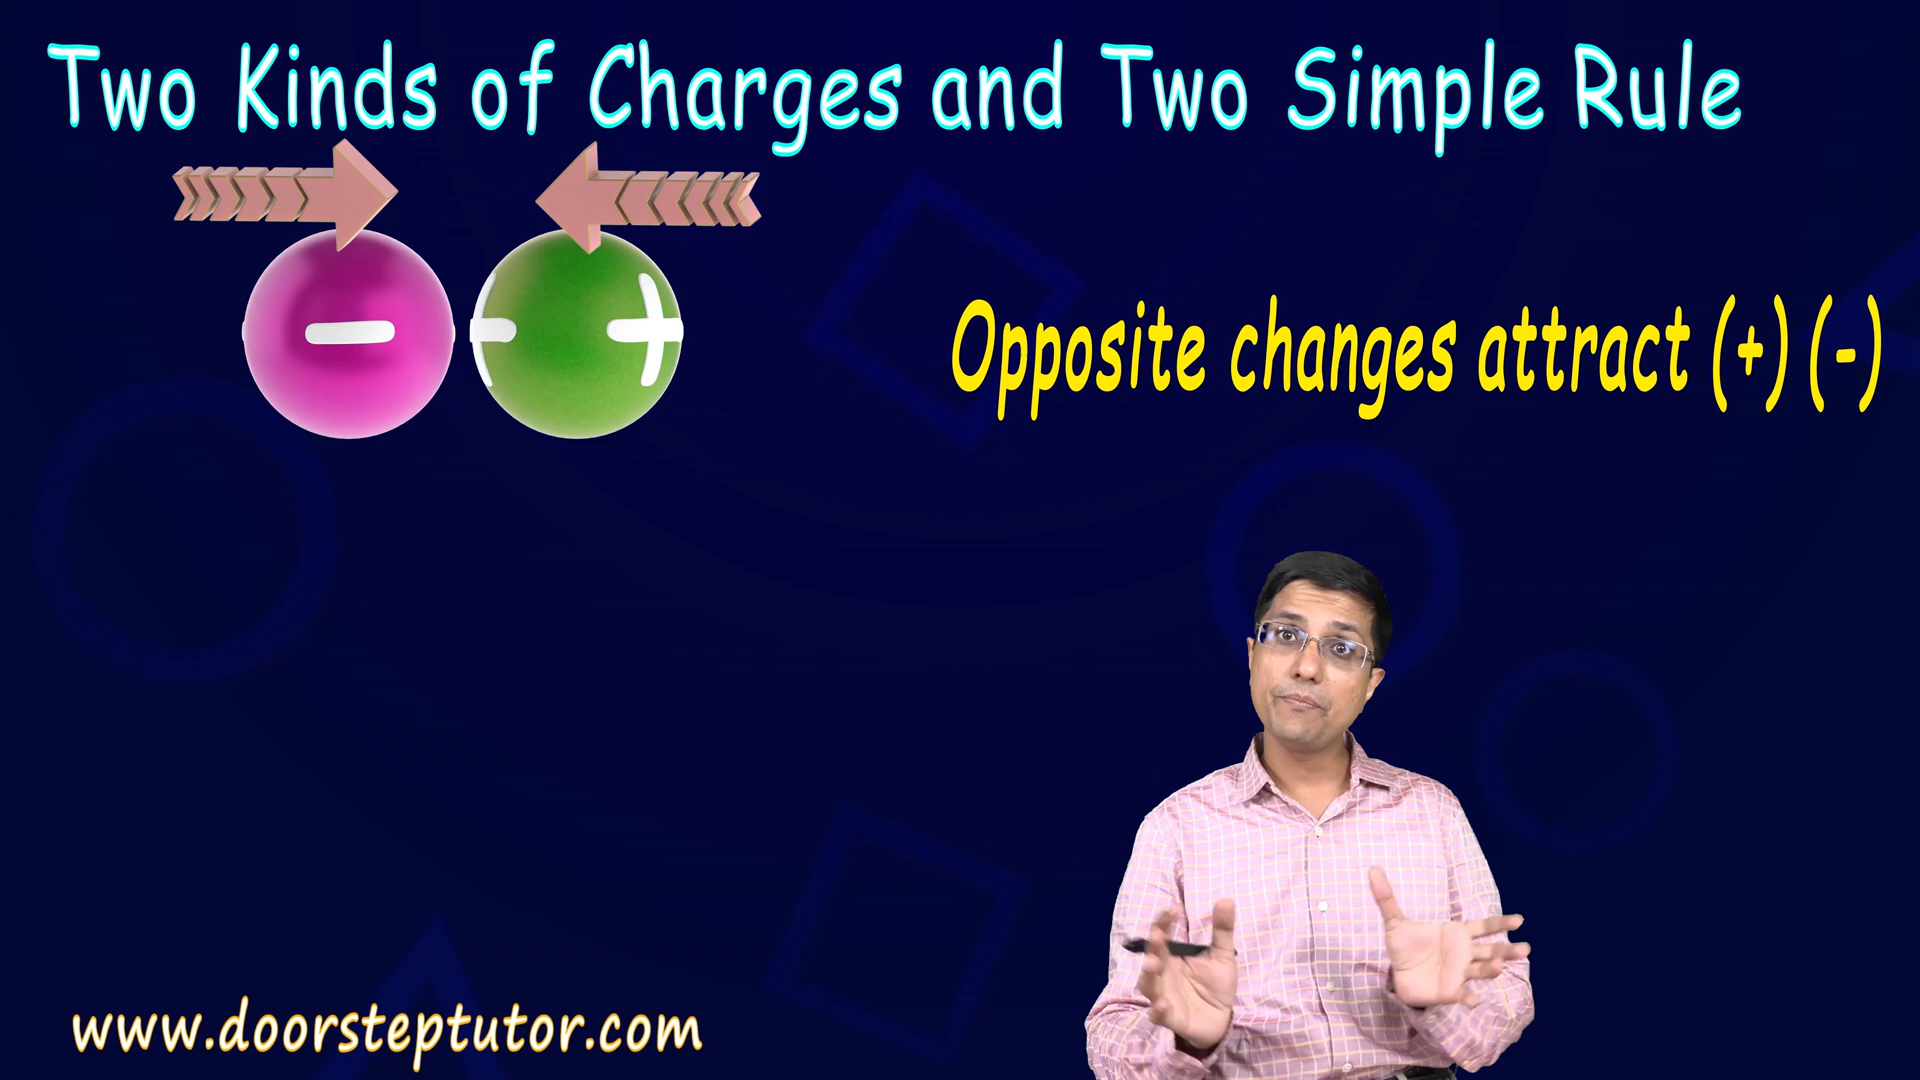 Two Kinds of Charges and Two Simple Rule
Opposite changes attract (+) (-)
www.doorsteptutor.com